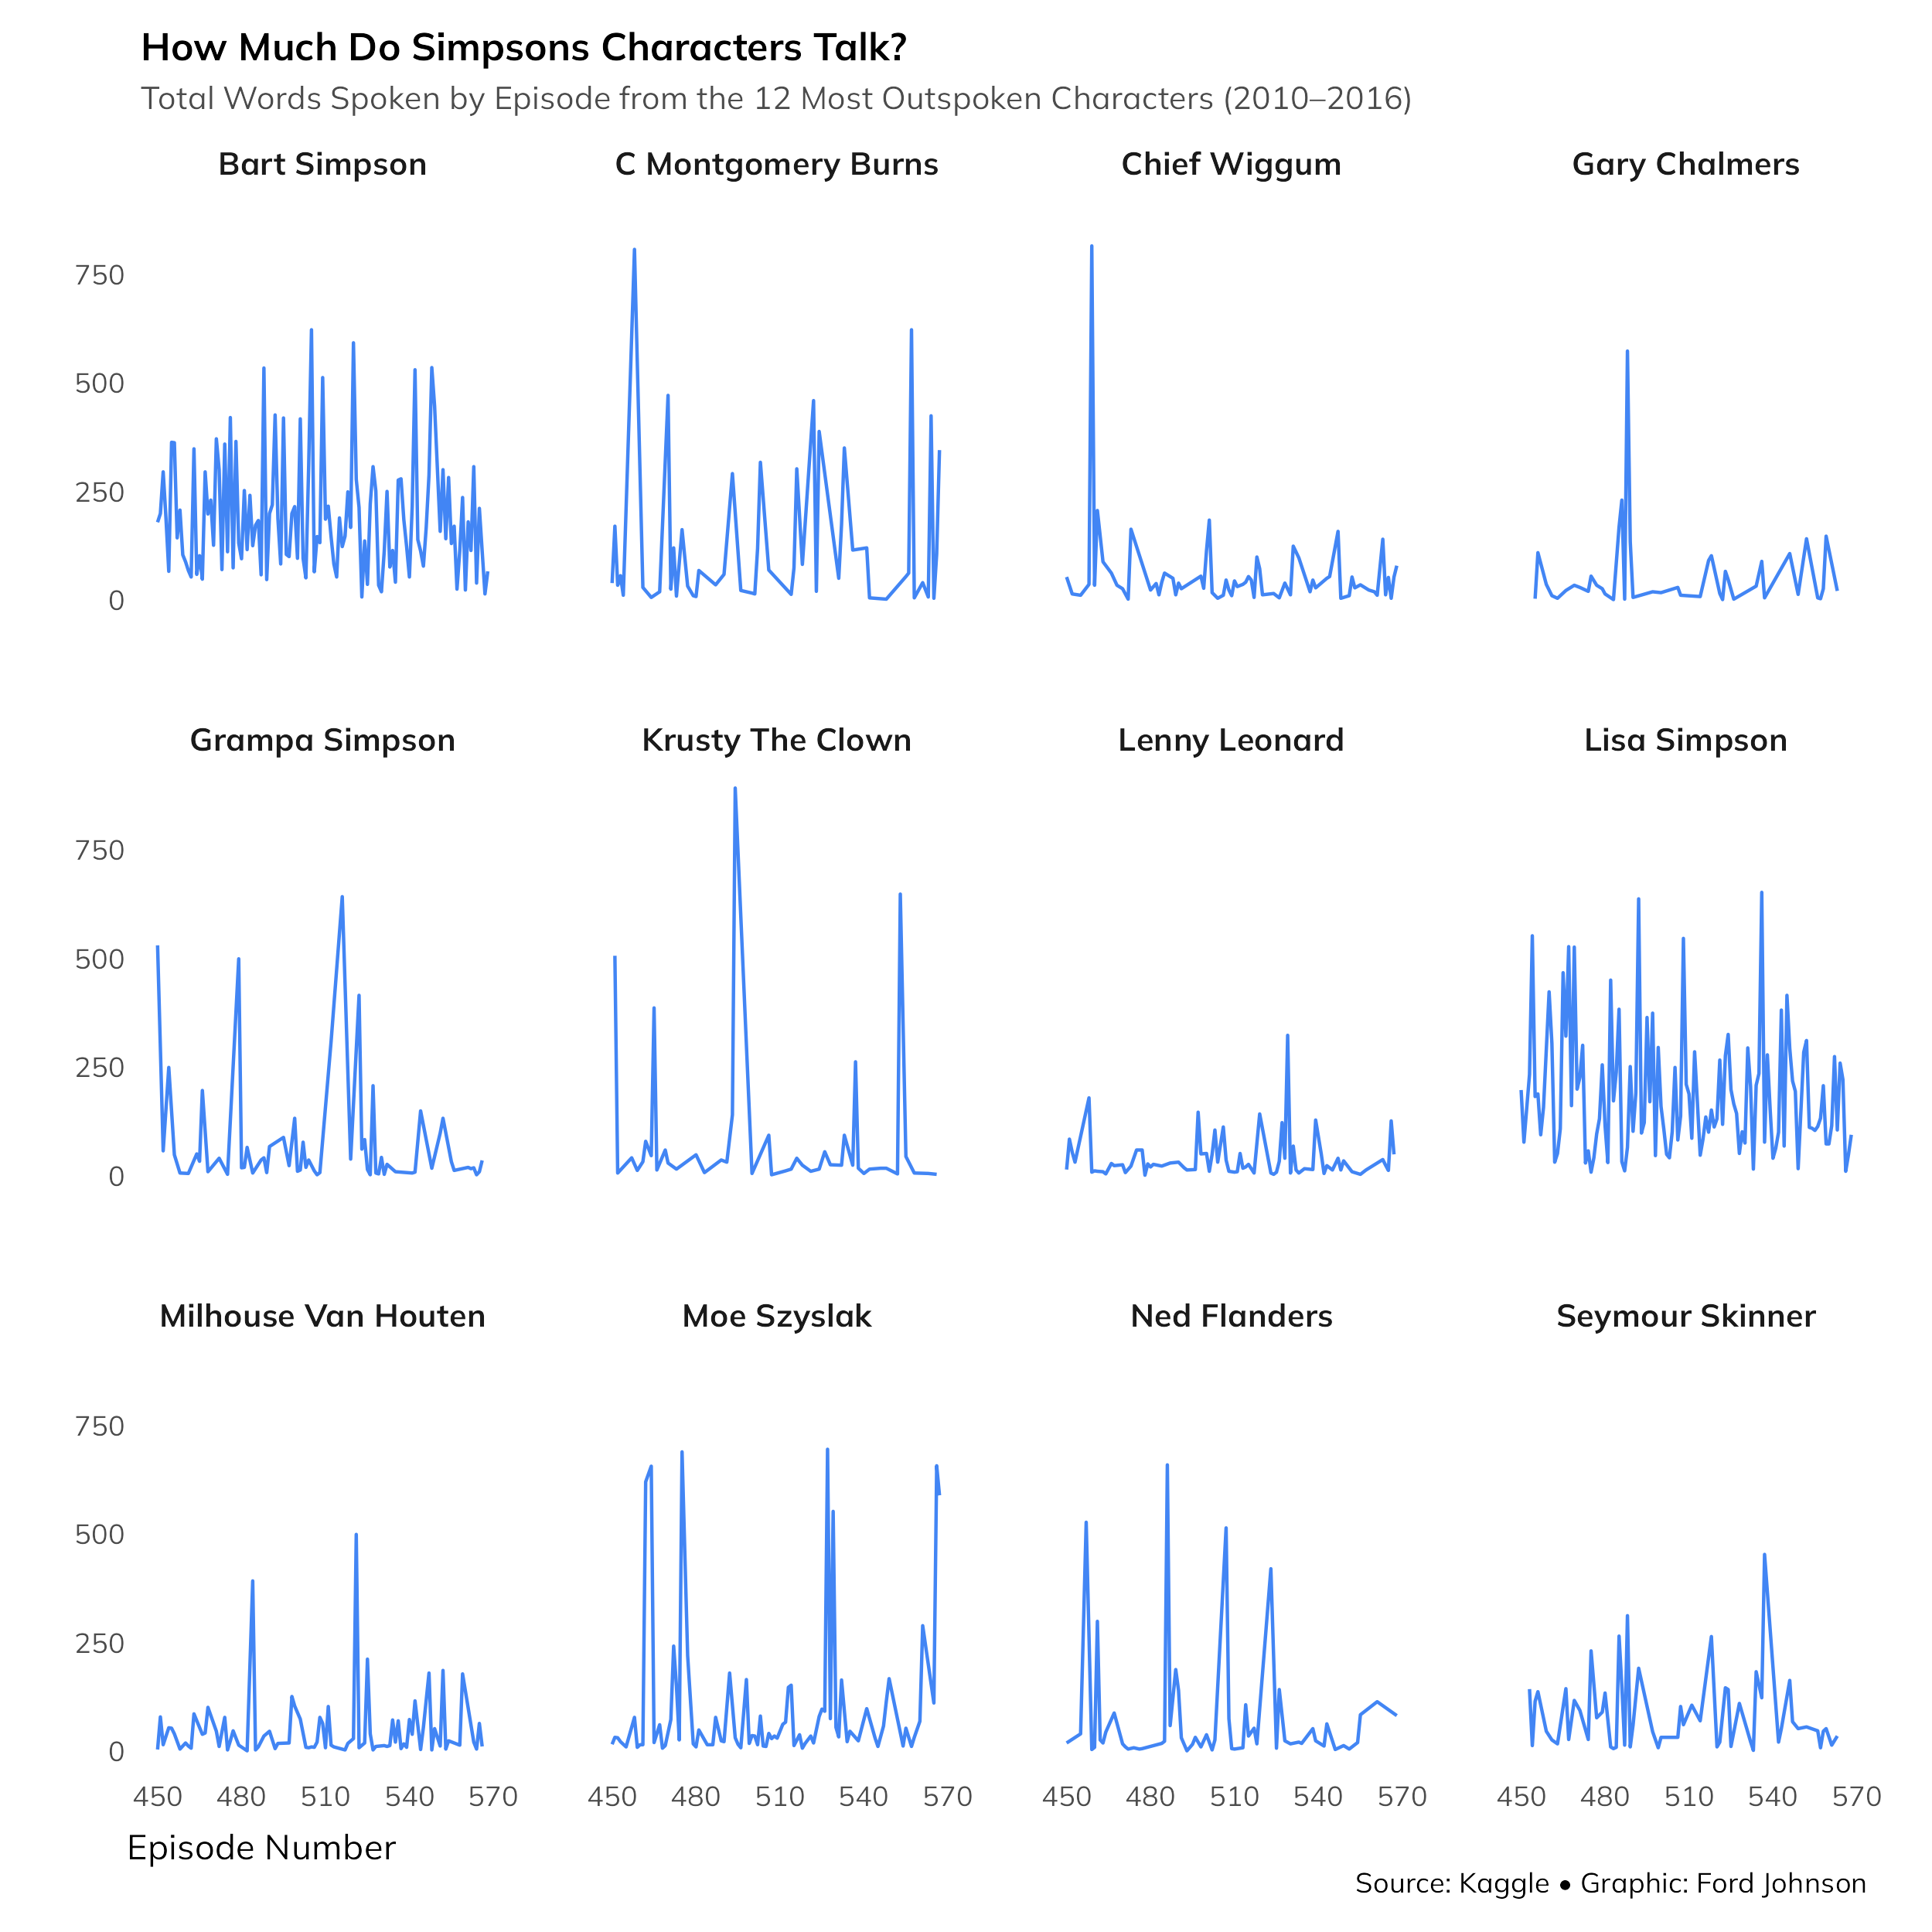 How Much Do Simpsons Characters Talk?
Total Words Spoken by Episode from the 12 Most Outspoken Characters (2010–2016)
Bart Simpson
C Montgomery Burns
Chief Wiggum
Gary Chalmers
750
500
250
0
Grampa Simpson
Krusty The Clown
Lenny Leonard
Lisa Simpson
750
500
250
0
Milhouse Van Houten
Moe Szyslak
Ned Flanders
Seymour Skinner
750
500
250
0
450 480 510 540 570
450 480 510 540 570
450 480 510 540 570
450 480 510 540 570
Episode Number
Source: Kaggle • Graphic: Ford Johnson